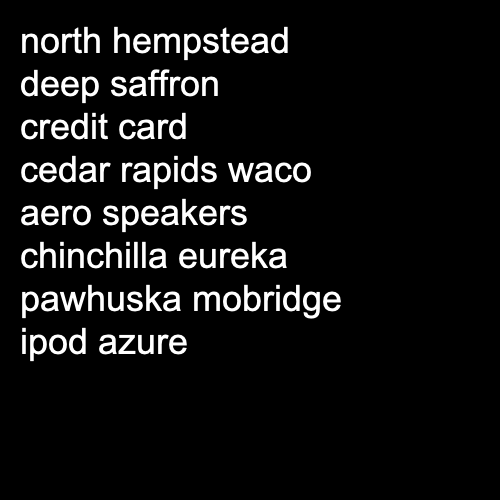 north hempstead
deep saffron
credit card
cedar rapids waco
aero speakers
chinchilla eureka
pawhuska mobridge
ipod azure